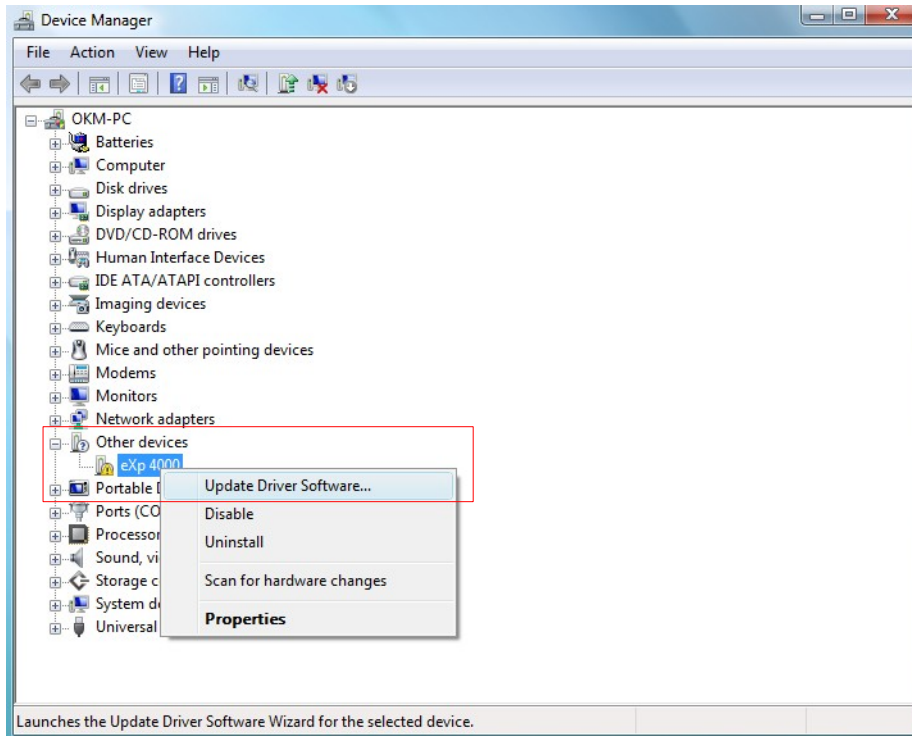 Device Manager
File Action View Help
OKM-PC
Batteries
Computer
Disk drives
Display adapters
DVD/CD-ROM drives
Human Interface Devices
IDE ATA/ATAPI controllers
Imaging devices
Keyboards
Mice and other pointing devices
Modems
Monitors
Network adapters
Other devices
eXp 4000
Portable
Update Driver Software...
Ports (CO
Disable
Processor
Uninstall
Sound, vi
Storage c
Scan for hardware changes
System d
Properties
Universal
Launches the Update Driver Software Wizard for the selected device.